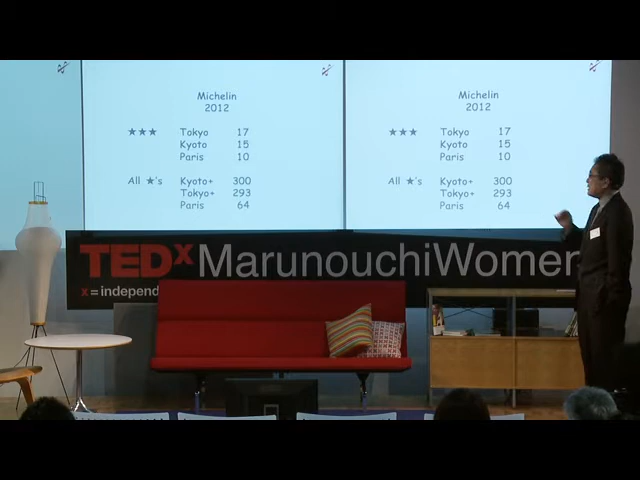 Michelin
2012
★★★ Tokyo 17
Kyoto 15
Paris 10
All ★'s Kyoto+ 300
Tokyo+ 293
Paris 64
Michelin
2012
★★★ Tokyo 17
Kyoto 15
Paris 10
All ★'s Kyoto+ 300
Tokyo+ 293
Paris 64
TEDx MarunouchiWomen
x = independ